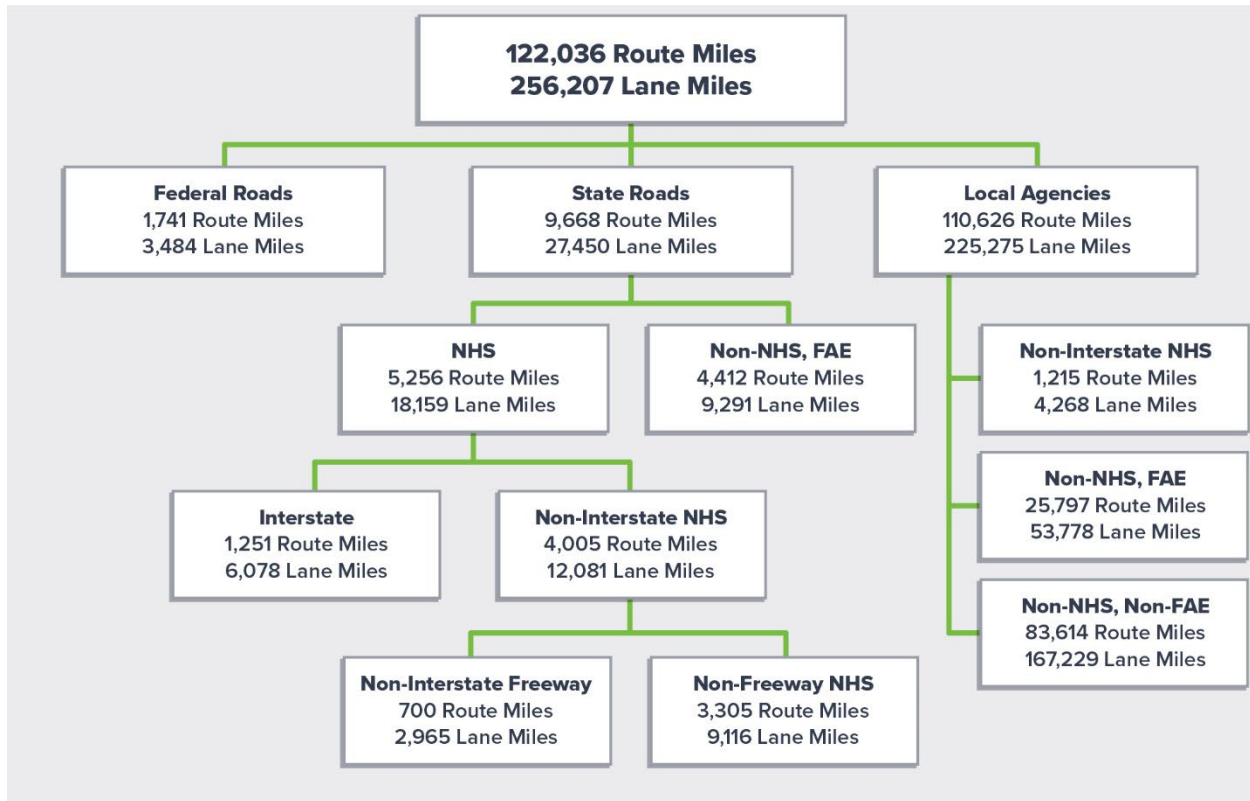 122,036 Route Miles
256,207 Lane Miles
Federal Roads
1,741 Route Miles
3,484 Lane Miles
State Roads
9,668 Route Miles
27,450 Lane Miles
Local Agencies
110,626 Route Miles
225,275 Lane Miles
NHS
5,256 Route Miles
18,159 Lane Miles
Non-NHS, FAE
4,412 Route Miles
9,291 Lane Miles
Non-Interstate NHS
1,215 Route Miles
4,268 Lane Miles
Non-NHS, FAE
25,797 Route Miles
53,778 Lane Miles
Non-NHS, Non-FAE
83,614 Route Miles
167,229 Lane Miles
Interstate
1,251 Route Miles
6,078 Lane Miles
Non-Interstate NHS
4,005 Route Miles
12,081 Lane Miles
Non-Interstate Freeway
700 Route Miles
2,965 Lane Miles
Non-Freeway NHS
3,305 Route Miles
9,116 Lane Miles